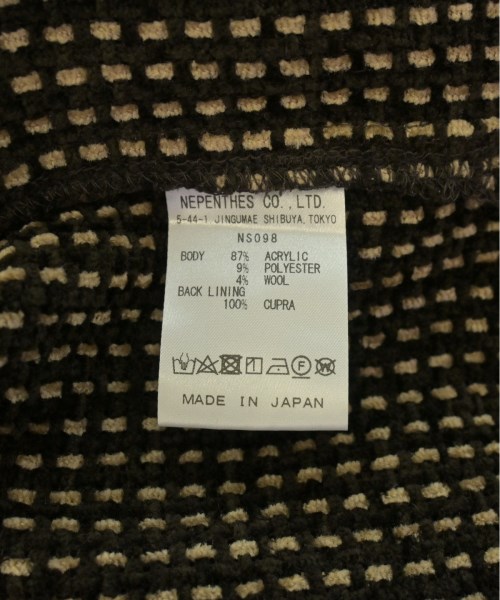 NEPENTHES CO.,LTD.
5-44-1 JINGUMAE SHIBUYA, TOKYO
NS098
BODY 87% ACRYLIC
9% POLYESTER
4% WOOL
BACK LINING
100% CUPRA
MADE IN JAPAN